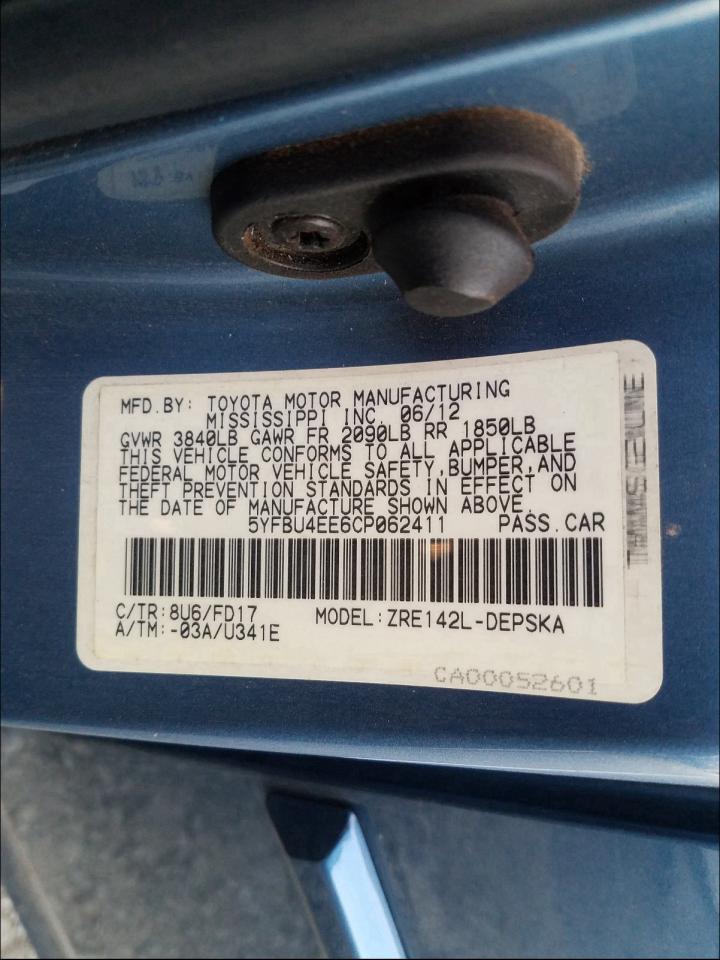 MFD.BY: TOYOTA MOTOR MANUFACTURING
MISSISSIPPI INC. 06/12
GVWR 3840LB GAWR FR 2090LB RR 1850LB
THIS VEHICLE CONFORMS TO ALL APPLICABLE
FEDERAL MOTOR VEHICLE SAFETY,BUMPER,AND
THEFT PREVENTION STANDARDS IN EFFECT ON
THE DATE OF MANUFACTURE SHOWN ABOVE.
5YFBU4EE6CP062411 PASS.CAR
C/TR:8U6/FD17 MODEL:ZRE142L-DEPSKA
A/TM:-03A/U341E
CA00052601